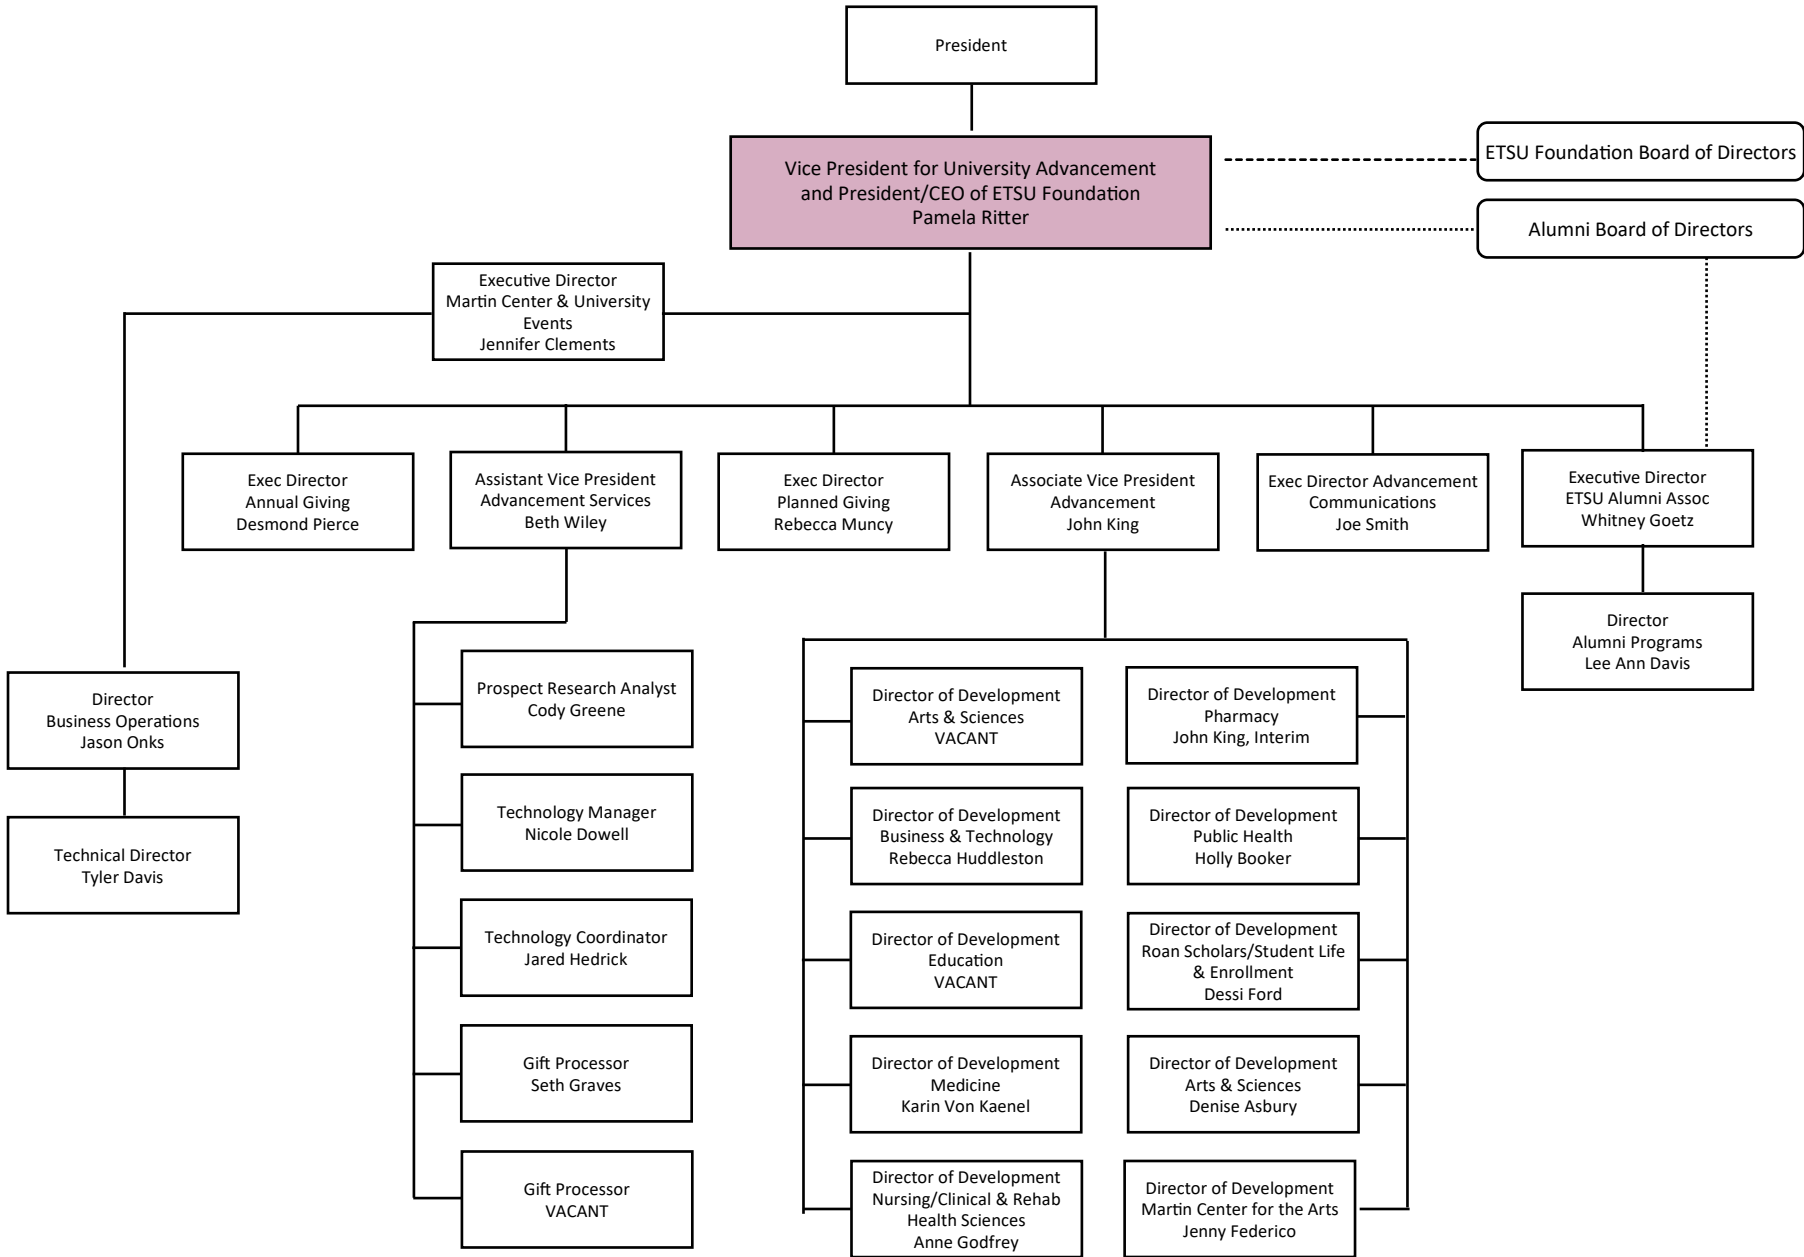 President
Vice President for University Advancement
and President/CEO of ETSU Foundation
Pamela Ritter
ETSU Foundation Board of Directors
Alumni Board of Directors
Executive Director
Martin Center & University
Events
Jennifer Clements
Exec Director
Annual Giving
Desmond Pierce
Assistant Vice President
Advancement Services
Beth Wiley
Exec Director
Planned Giving
Rebecca Muncy
Associate Vice President
Advancement
John King
Exec Director Advancement
Communications
Joe Smith
Executive Director
ETSU Alumni Assoc
Whitney Goetz
Director
Alumni Programs
Lee Ann Davis
Director
Business Operations
Jason Onks
Technical Director
Tyler Davis
Prospect Research Analyst
Cody Greene
Technology Manager
Nicole Dowell
Technology Coordinator
Jared Hedrick
Gift Processor
Seth Graves
Gift Processor
VACANT
Director of Development
Arts & Sciences
VACANT
Director of Development
Business & Technology
Rebecca Huddleston
Director of Development
Education
VACANT
Director of Development
Medicine
Karin Von Kaenel
Director of Development
Nursing/Clinical & Rehab
Health Sciences
Anne Godfrey
Director of Development
Pharmacy
John King, Interim
Director of Development
Public Health
Holly Booker
Director of Development
Roan Scholars/Student Life
& Enrollment
Dessi Ford
Director of Development
Arts & Sciences
Denise Asbury
Director of Development
Martin Center for the Arts
Jenny Federico